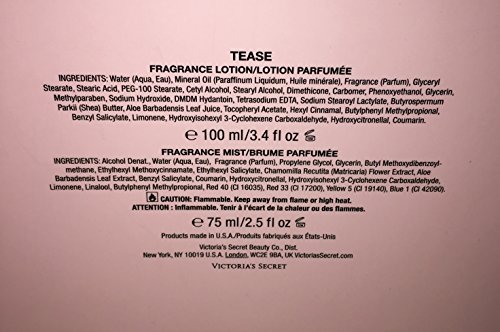 TEASE
FRAGRANCE LOTION/LOTION PARFUMÉE
INGREDIENTS: Water (Aqua, Eau), Mineral Oil (Paraffinum Liquidum, Huile minérale), Fragrance (Parfum), Glyceryl
Stearate, Stearic Acid, PEG-100 Stearate, Cetyl Alcohol, Stearyl Alcohol, Dimethicone, Carbomer, Phenoxyethanol, Glycerin,
Methylparaben, Sodium Hydroxide, DMDM Hydantoin, Tetrasodium EDTA, Sodium Stearoyl Lactylate, Butyrospermum
Parkii (Shea) Butter, Aloe Barbadensis Leaf Juice, Tocopheryl Acetate, Hexyl Cinnamal, Butylphenyl Methylpropional,
Benzyl Salicylate, Limonene, Hydroxyisohexyl 3-Cyclohexene Carboxaldehyde, Hydroxycitronellal, Coumarin.
℮ 100 ml/3.4 fl oz
FRAGRANCE MIST/BRUME PARFUMÉE
INGREDIENTS: Alcohol Denat., Water (Aqua, Eau), Fragrance (Parfum), Propylene Glycol, Glycerin, Butyl Methoxydibenzoyl-
methane, Ethylhexyl Methoxycinnamate, Ethylhexyl Salicylate, Chamomilla Recutita (Matricaria) Flower Extract, Aloe
Barbadensis Leaf Extract, Benzyl Salicylate, Coumarin, Hydroxycitronellal, Hydroxyisohexyl 3-Cyclohexene Carboxaldehyde,
Limonene, Linalool, Butylphenyl Methylpropional, Red 40 (CI 16035), Red 33 (CI 17200), Yellow 5 (CI 19140), Blue 1 (CI 42090).
CAUTION: Flammable. Keep away from flame or high heat.
ATTENTION : Inflammable. Tenir à l'écart de la chaleur ou des flammes.
℮ 75 ml/2.5 fl oz
Products made in U.S.A./Produits fabriqués aux États-Unis
Victoria's Secret Beauty Co., Dist.
New York, NY 10019 U.S.A. London, WC2E 9BA, UK VictoriasSecret.com
VICTORIA'S SECRET